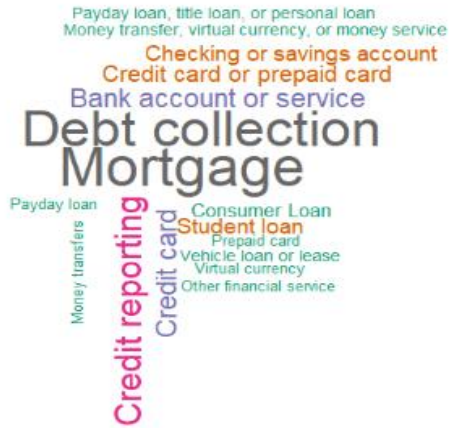 Payday loan, title loan, or personal loan
Money transfer, virtual currency, or money service
Checking or savings account
Credit card or prepaid card
Bank account or service
Debt collection
Mortgage
Payday loan
Money transfers
Credit reporting
Credit card
Consumer Loan
Student loan
Prepaid card
Vehicle loan or lease
Virtual currency
Other financial service